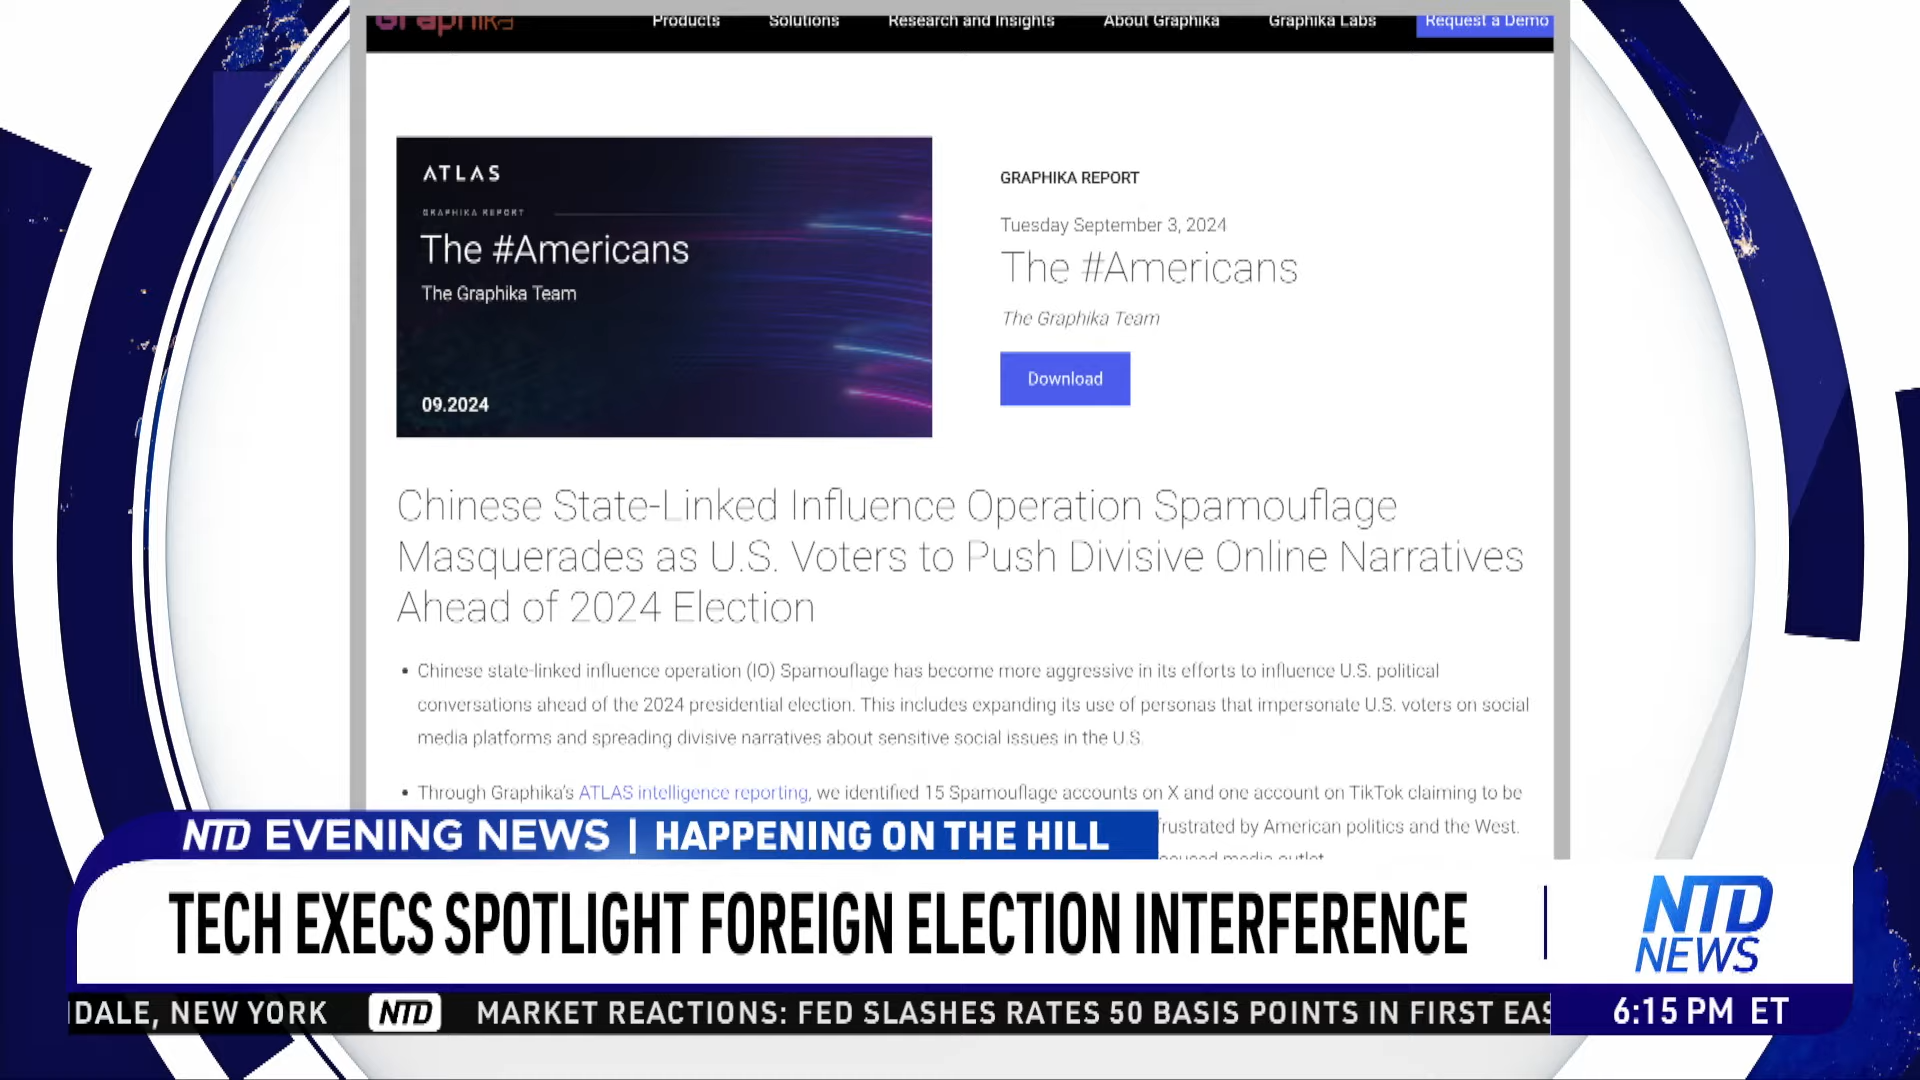 Graphika
Products Solutions Research and Insights About Graphika Graphika Labs Request a Demo
ATLAS
GRAPHIKA REPORT
The #Americans
The Graphika Team
09.2024
GRAPHIKA REPORT
Tuesday September 3, 2024
The #Americans
The Graphika Team
Download
Chinese State-Linked Influence Operation Spamouflage
Masquerades as U.S. Voters to Push Divisive Online Narratives
Ahead of 2024 Election
• Chinese state-linked influence operation (IO) Spamouflage has become more aggressive in its efforts to influence U.S. political
conversations ahead of the 2024 presidential election. This includes expanding its use of personas that impersonate U.S. voters on social
media platforms and spreading divisive narratives about sensitive social issues in the U.S.
• Through Graphika's ATLAS intelligence reporting, we identified 15 Spamouflage accounts on X and one account on TikTok claiming to be
frustrated by American politics and the West.
media outlet
NTD EVENING NEWS | HAPPENING ON THE HILL
TECH EXECS SPOTLIGHT FOREIGN ELECTION INTERFERENCE
NTD
NEWS
DALE, NEW YORK NTD MARKET REACTIONS: FED SLASHES RATES 50 BASIS POINTS IN FIRST EAS
6:15 PM ET